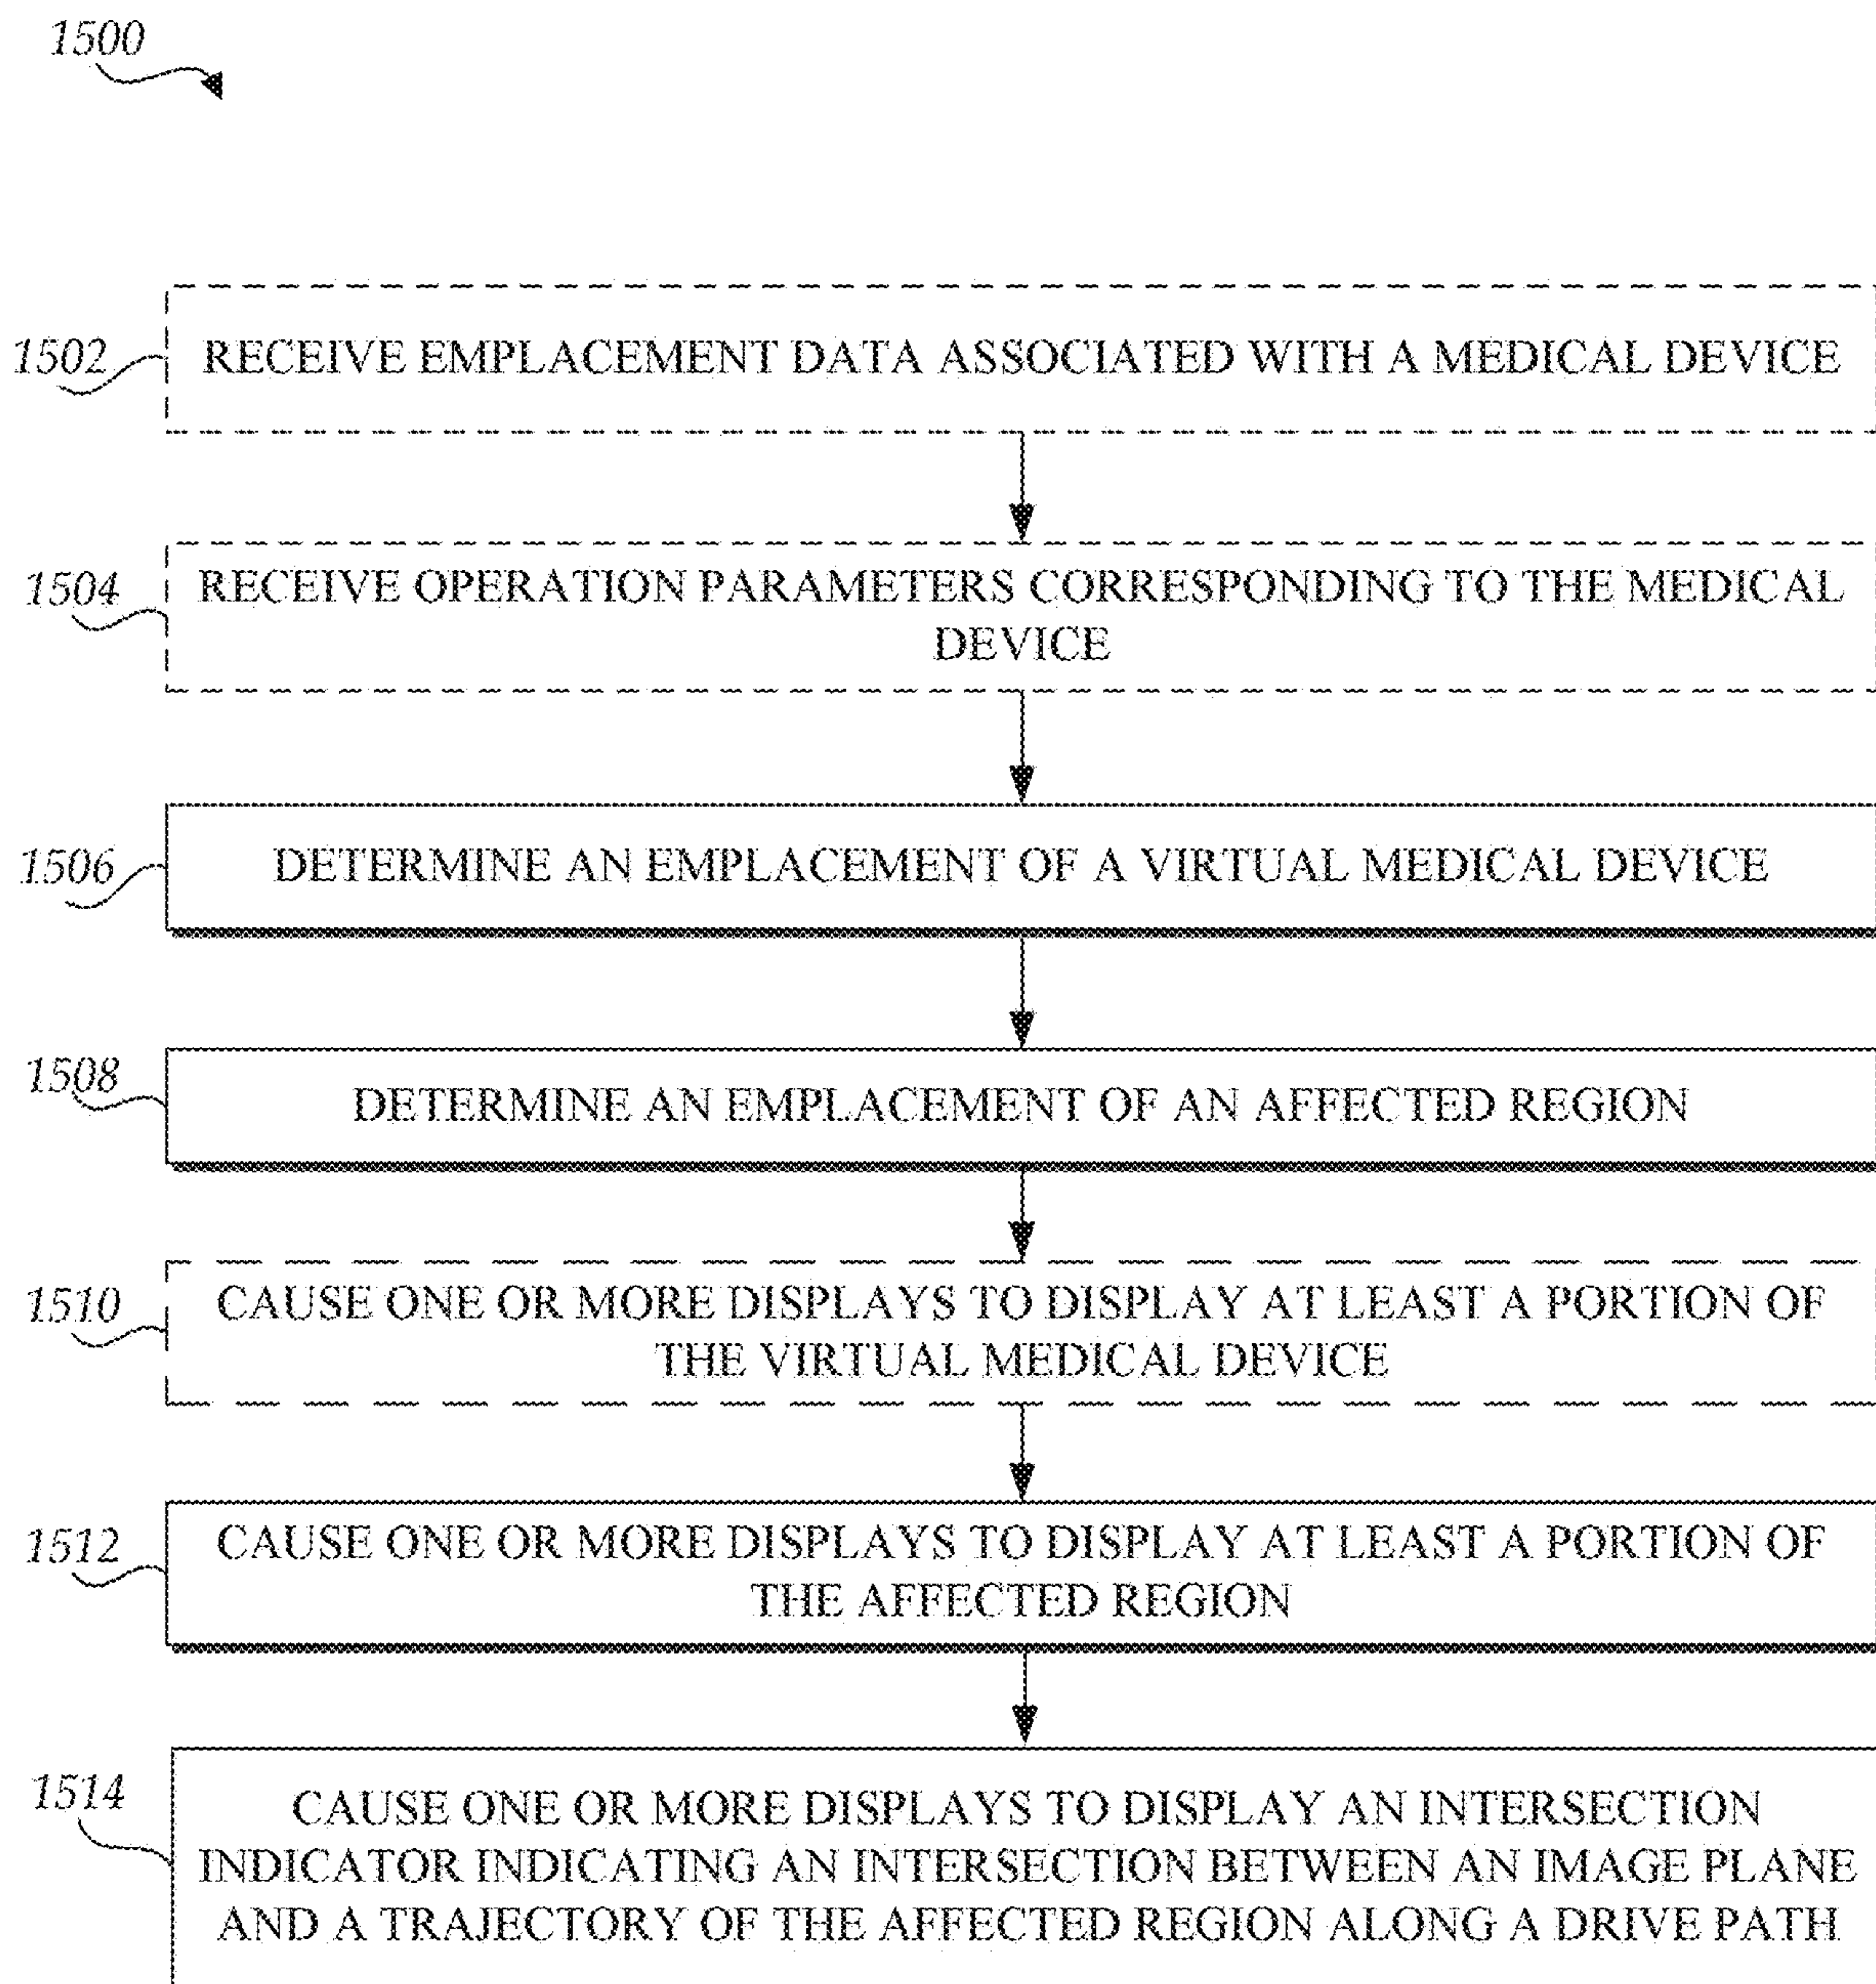 1500
1502
RECEIVE EMPLACEMENT DATA ASSOCIATED WITH A MEDICAL DEVICE
1504
RECEIVE OPERATION PARAMETERS CORRESPONDING TO THE MEDICAL
DEVICE
1506
DETERMINE AN EMPLACEMENT OF A VIRTUAL MEDICAL DEVICE
1508
DETERMINE AN EMPLACEMENT OF AN AFFECTED REGION
1510
CAUSE ONE OR MORE DISPLAYS TO DISPLAY AT LEAST A PORTION OF
THE VIRTUAL MEDICAL DEVICE
1512
CAUSE ONE OR MORE DISPLAYS TO DISPLAY AT LEAST A PORTION OF
THE AFFECTED REGION
1514
CAUSE ONE OR MORE DISPLAYS TO DISPLAY AN INTERSECTION
INDICATOR INDICATING AN INTERSECTION BETWEEN AN IMAGE PLANE
AND A TRAJECTORY OF THE AFFECTED REGION ALONG A DRIVE PATH